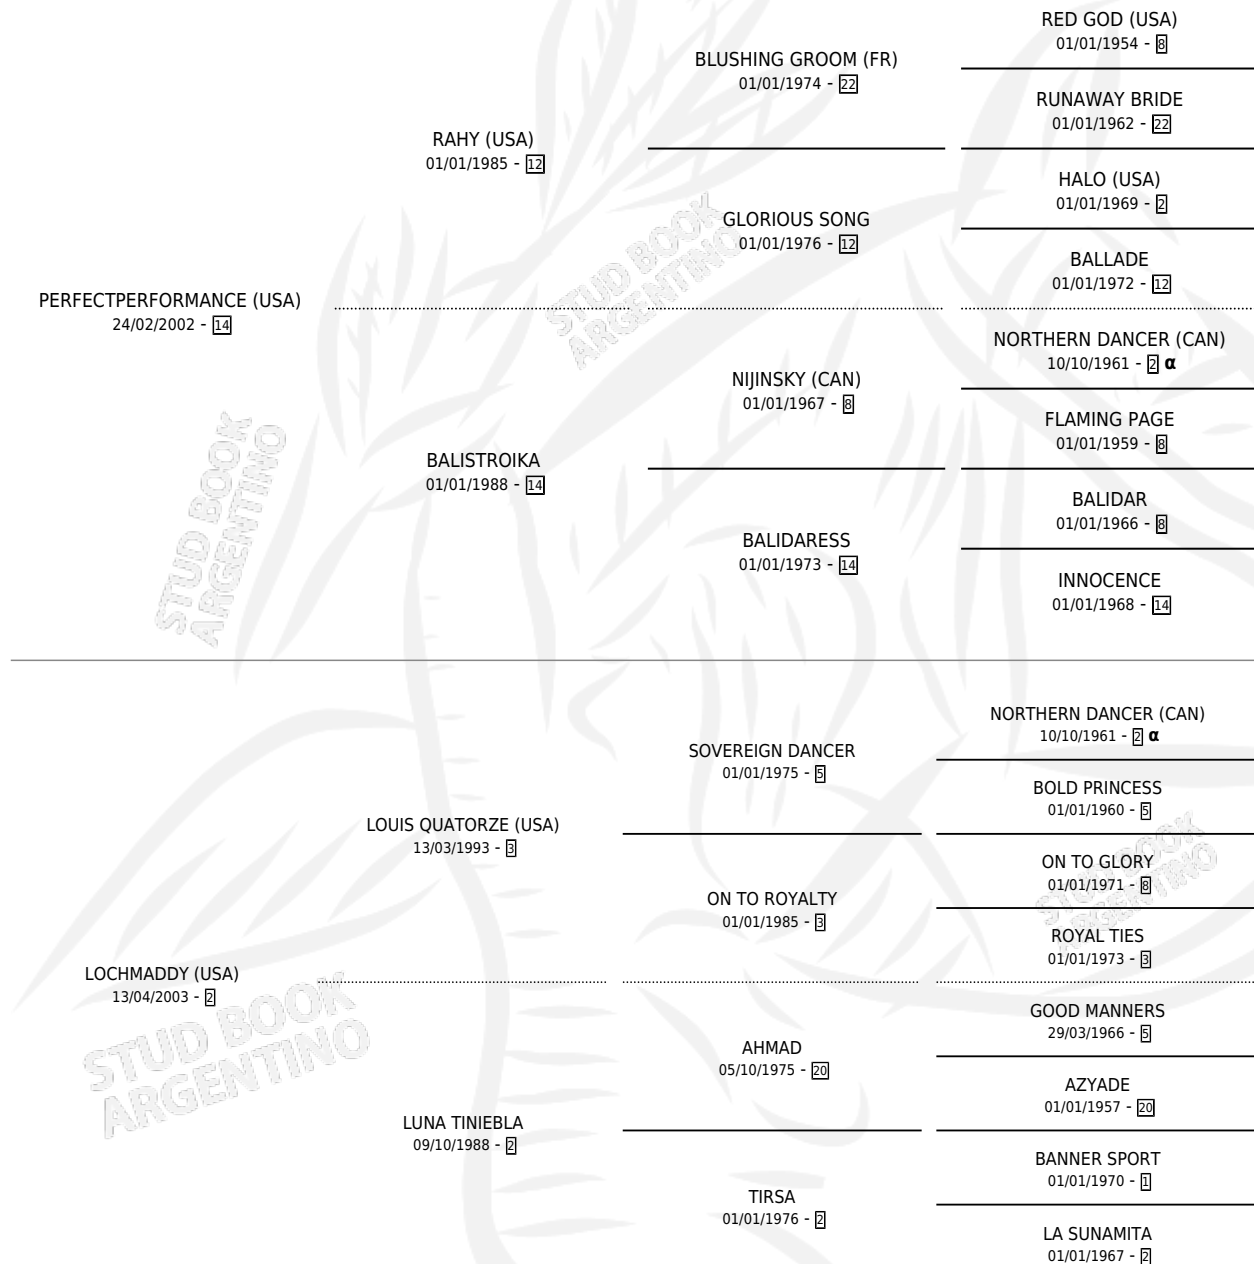 RED GOD (USA)
01/01/1954 - 8
BLUSHING GROOM (FR)
01/01/1974 - 22
RUNAWAY BRIDE
01/01/1962 - 22
RAHY (USA)
01/01/1985 - 12
HALO (USA)
01/01/1969 - 2
GLORIOUS SONG
01/01/1976 - 12
BALLADE
01/01/1972 - 12
PERFECTPERFORMANCE (USA)
24/02/2002 - 14
NORTHERN DANCER (CAN)
10/10/1961 - 2 α
NIJINSKY (CAN)
01/01/1967 - 8
FLAMING PAGE
01/01/1959 - 8
BALISTROIKA
01/01/1988 - 14
BALIDAR
01/01/1966 - 8
BALIDARESS
01/01/1973 - 14
INNOCENCE
01/01/1968 - 14
NORTHERN DANCER (CAN)
10/10/1961 - 2 α
SOVEREIGN DANCER
01/01/1975 - 5
BOLD PRINCESS
01/01/1960 - 5
LOUIS QUATORZE (USA)
13/03/1993 - 3
ON TO GLORY
01/01/1971 - 8
ON TO ROYALTY
01/01/1985 - 3
ROYAL TIES
01/01/1973 - 3
LOCHMADDY (USA)
13/04/2003 - 2
GOOD MANNERS
29/03/1966 - 5
AHMAD
05/10/1975 - 20
AZYADE
01/01/1957 - 20
LUNA TINIEBLA
09/10/1988 - 2
BANNER SPORT
01/01/1970 - 1
TIRSA
01/01/1976 - 2
LA SUNAMITA
01/01/1967 - 2
STUD BOOK
ARGENTINO
STUD BOOK
ARGENTINO
STUD BOOK
ARGENTINO
STUD BOOK
ARGENTINO